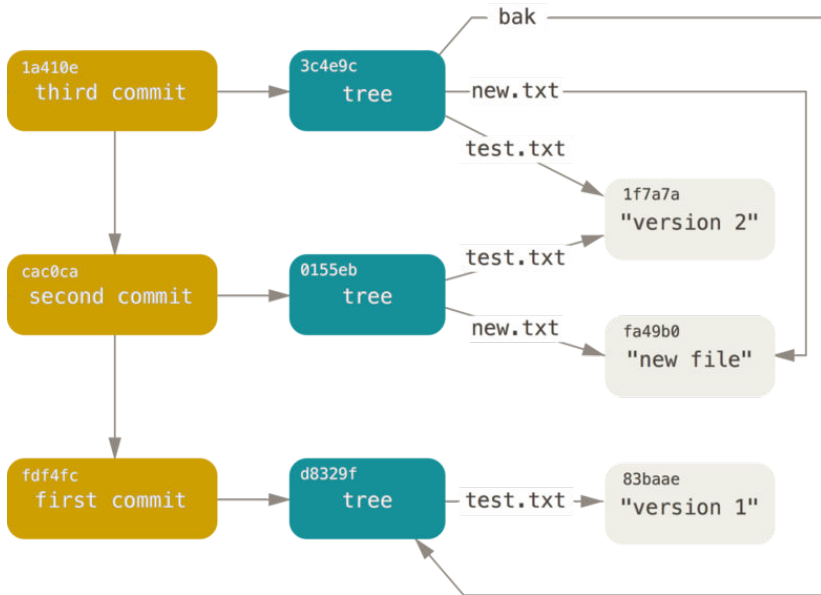 bak
1a410e
third commit
3c4e9c
tree
new.txt
test.txt
1f7a7a
"version 2"
cac0ca
second commit
0155eb
tree
test.txt
new.txt
fa49b0
"new file"
fdf4fc
first commit
d8329f
tree
test.txt
83baae
"version 1"